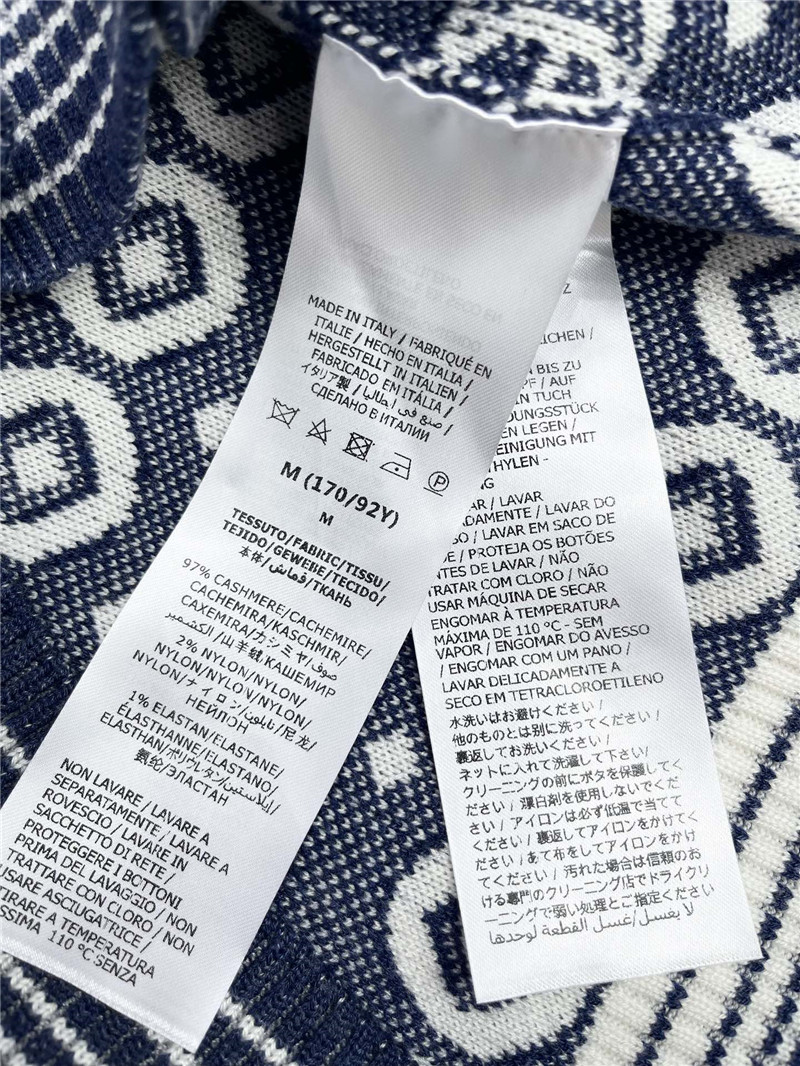 MADE IN ITALY / FABRIQUÉ EN
ITALIE / HECHO EN ITALIA /
HERGESTELLT IN ITALIEN /
FABRICADO EM ITÁLIA /
イタリア製 / صنع في إيطاليا /
СДЕЛАНО В ИТАЛИИ
P
M (170/92Y)
M
TESSUTO/FABRIC/TISSU/
TEJIDO/GEWEBE/TECIDO/
本体/قماش/ТКАНЬ
97% CASHMERE/CACHEMIRE/
CACHEMIRA/KASCHMIR/
CAXEMIRA/カシミヤ/صوف
الكشمير/山羊绒 КАШЕМИР
2% NYLON/NYLON/
NYLON/NYLON/NYLON/
NYLON/ナイロン/نايلون/尼龙/
НЕЙЛОН
1% ELASTAN/ELASTANE/
ÉLASTHANNE/ELASTANO/
ELASTHAN/ポリウレタン/إيلاستين/
氨纶/ЭЛАСТАН
NON LAVARE / LAVARE A
SEPARATAMENTE / LAVARE A
ROVESCIO / LAVARE IN
SACCHETTO DI RETE /
PROTEGGERE I BOTTONI
PRIMA DEL LAVAGGIO / NON
TRATTARE CON CLORO / NON
USARE ASCIUGATRICE /
TIRARE A TEMPERATURA
SSIMA 110 °C SENZA
Z
ICHEN /
BIS ZU
PF / AUF
IN TUCH
DUNGSSTÜCK
EN LEGEN /
EINIGUNG MIT
THYLEN -
NG
AR / LAVAR
DAMENTE / LAVAR DO
SO / LAVAR EM SACO DE
DE / PROTEJA OS BOTÕES
NTES DE LAVAR / NÃO
TRATAR COM CLORO / NÃO
USAR MÁQUINA DE SECAR
ENGOMAR À TEMPERATURA
MÁXIMA DE 110 °C - SEM
VAPOR / ENGOMAR DO AVESSO
/ ENGOMAR COM UM PANO /
LAVAR DELICADAMENTE A
SECO EM TETRACLOROETILENO
水洗いはお避けください /
他のものとは別に洗ってください /
裏返してお洗いください /
ネットに入れて洗濯して下さい/
クリーニングの前にボタを保護してく
ださい / 漂白剤を使用しないでくだ
さい / アイロンは必ず低温で当てて
ください / 裏返してアイロンをかけてく
ださい / あて布をしてアイロンをかけ
てください / 汚れた場合は信頼のお
ける専門のクリーニング店でドライクリ
ーニングで弱い処理とご指定ください
لا يغسل/غسل القطعة لوحدها